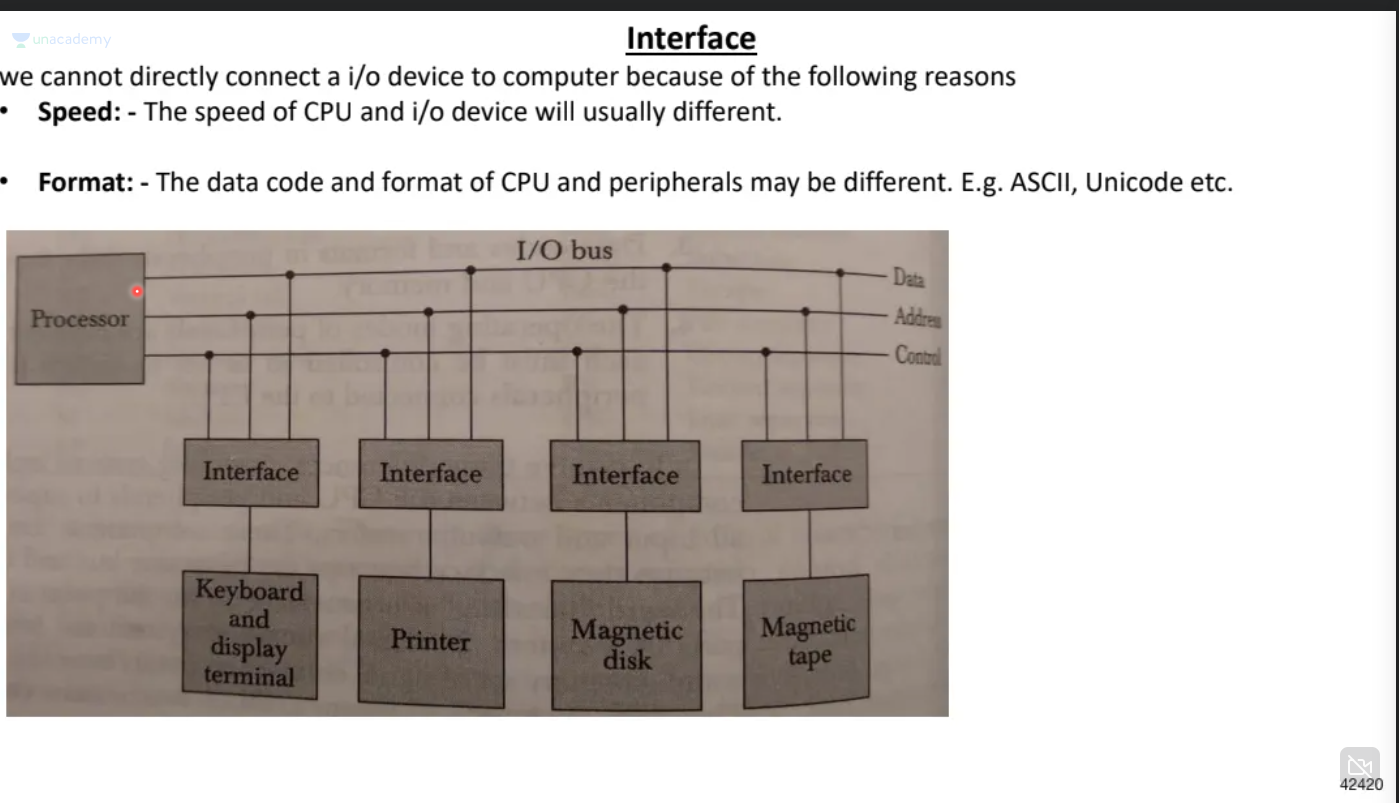 unacademy
Interface
we cannot directly connect a i/o device to computer because of the following reasons
• Speed: - The speed of CPU and i/o device will usually different.
• Format: - The data code and format of CPU and peripherals may be different. E.g. ASCII, Unicode etc.
I/O bus
Data
Processor
Address
Control
Interface
Interface
Interface
Interface
Keyboard
and
display
terminal
Printer
Magnetic
disk
Magnetic
tape
42420